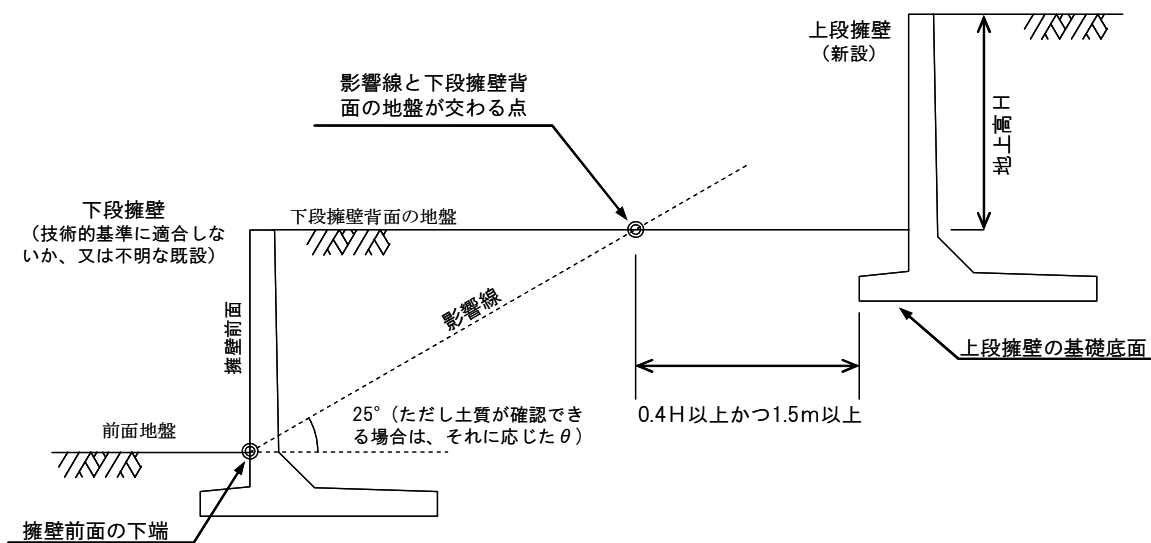 上段擁壁
（新設）
影響線と下段擁壁背
面の地盤が交わる点
地上高H
下段擁壁
（技術的基準に適合しな
いか、又は不明な既設）
下段擁壁背面の地盤
擁壁前面
影響線
上段擁壁の基礎底面
25°（ただし土質が確認でき
る場合は、それに応じたθ）
0.4H以上かつ1.5m以上
前面地盤
擁壁前面の下端